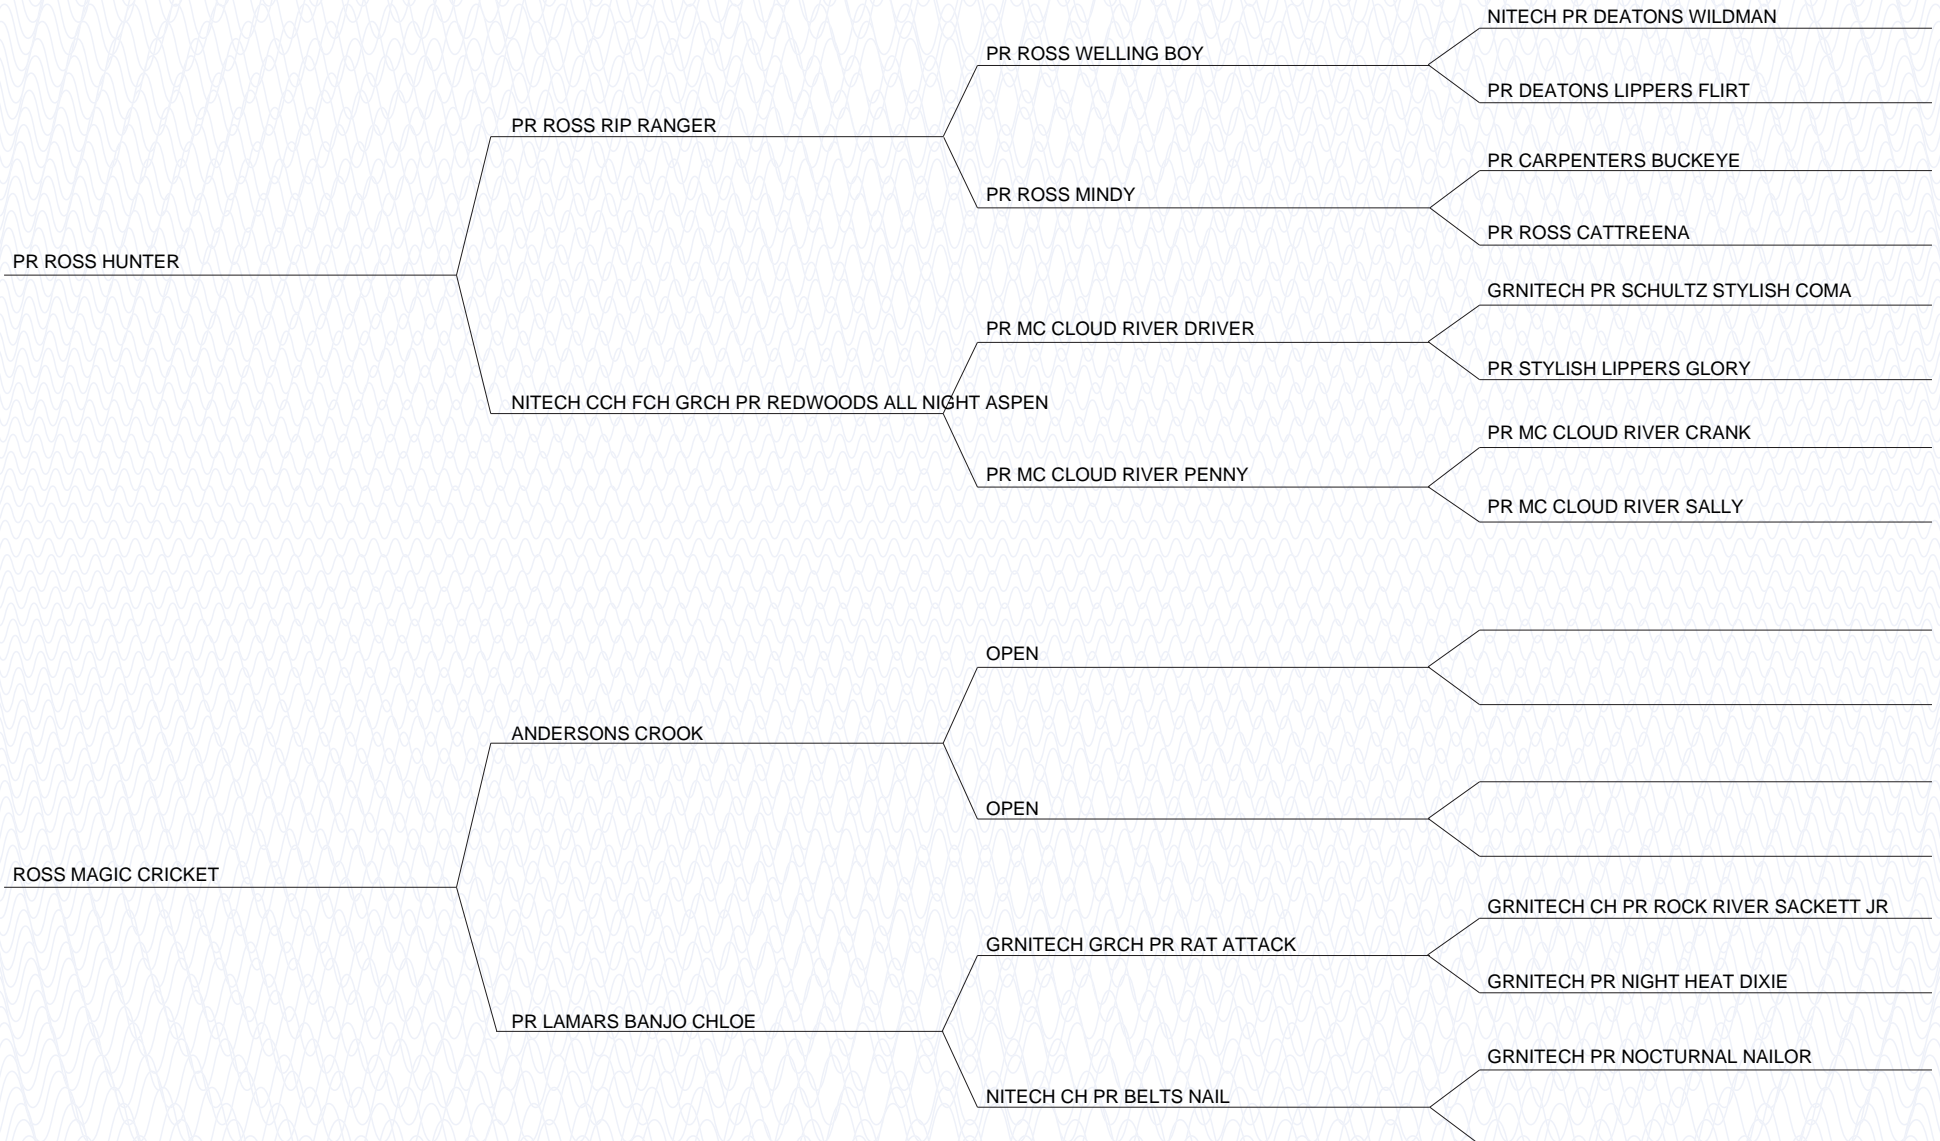 NITECH PR DEATONS WILDMAN
PR ROSS WELLING BOY
PR DEATONS LIPPERS FLIRT
PR ROSS RIP RANGER
PR CARPENTERS BUCKEYE
PR ROSS MINDY
PR ROSS CATTREENA
PR ROSS HUNTER
GRNITECH PR SCHULTZ STYLISH COMA
PR MC CLOUD RIVER DRIVER
PR STYLISH LIPPERS GLORY
NITECH CCH FCH GRCH PR REDWOODS ALL NIGHT ASPEN
PR MC CLOUD RIVER CRANK
PR MC CLOUD RIVER PENNY
PR MC CLOUD RIVER SALLY
OPEN
ANDERSONS CROOK
OPEN
ROSS MAGIC CRICKET
GRNITECH CH PR ROCK RIVER SACKETT JR
GRNITECH GRCH PR RAT ATTACK
GRNITECH PR NIGHT HEAT DIXIE
PR LAMARS BANJO CHLOE
GRNITECH PR NOCTURNAL NAILOR
NITECH CH PR BELTS NAIL